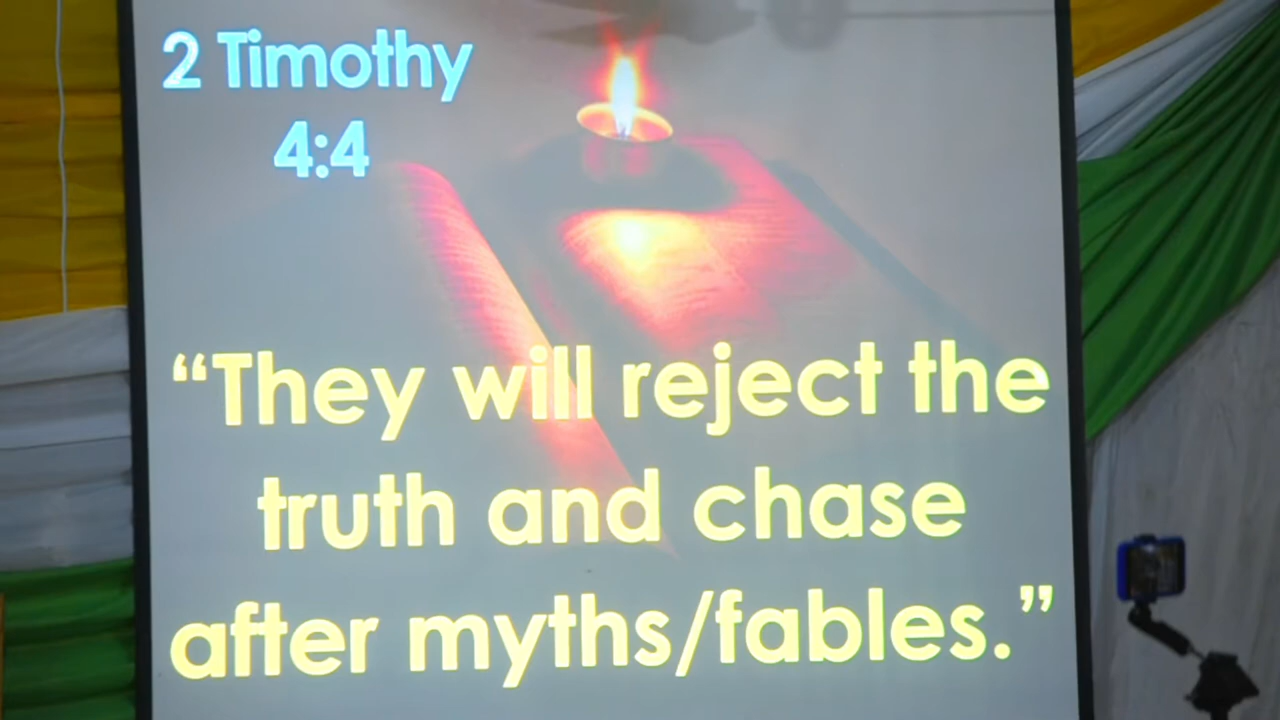 2 Timothy
4:4
“They will reject the
truth and chase
after myths/fables.”